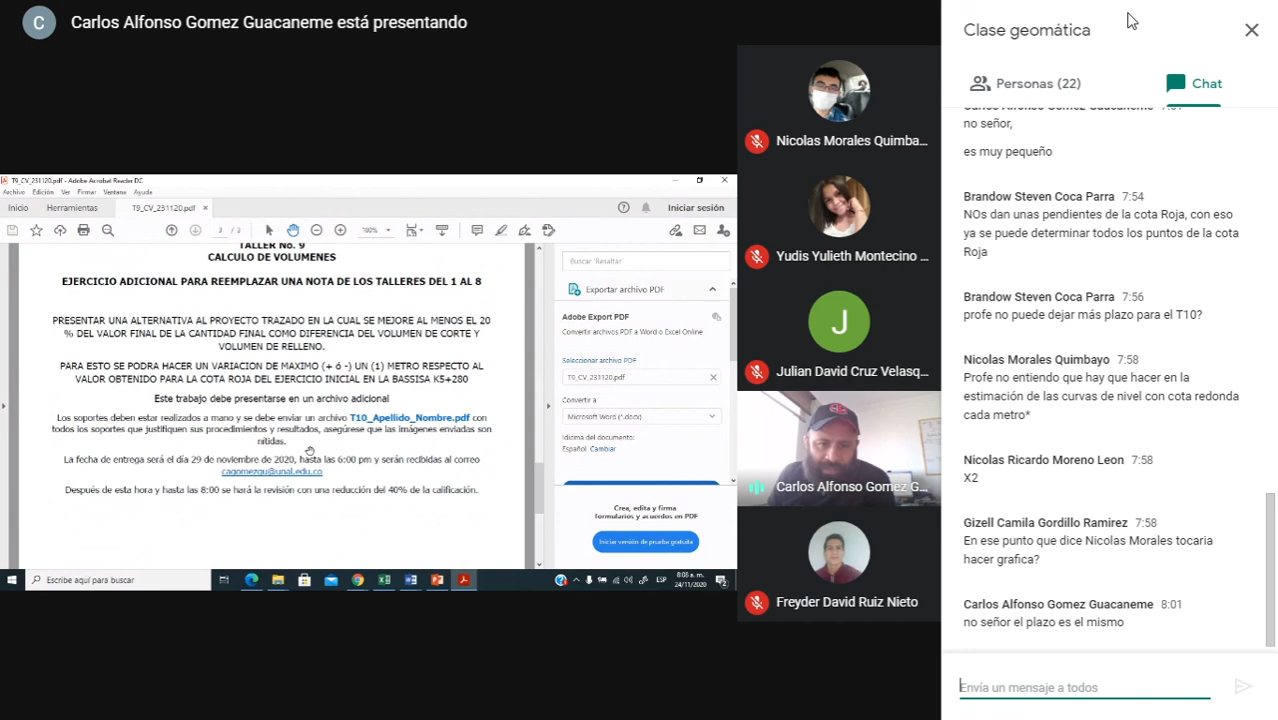 C
Carlos Alfonso Gomez Guacaneme está presentando
T9_CV_231120.pdf - Adobe Acrobat Reader DC
Archivo Edición Ver Firmar Ventana Ayuda
Inicio Herramientas T9_CV_231120.pdf ×
Iniciar sesión
3 / 3
100%
TALLER No. 9
CALCULO DE VOLUMENES
EJERCICIO ADICIONAL PARA REEMPLAZAR UNA NOTA DE LOS TALLERES DEL 1 AL 8
PRESENTAR UNA ALTERNATIVA AL PROYECTO TRAZADO EN LA CUAL SE MEJORE AL MENOS EL 20
% DEL VALOR FINAL DE LA CANTIDAD FINAL COMO DIFERENCIA DEL VOLUMEN DE CORTE Y
VOLUMEN DE RELLENO.
PARA ESTO SE PODRA HACER UN VARIACION DE MAXIMO (+ ó -) UN (1) METRO RESPECTO AL
VALOR OBTENIDO PARA LA COTA ROJA DEL EJERCICIO INICIAL EN LA BASSISA K5+280
Este trabajo debe presentarse en un archivo adicional
Los soportes deben estar realizados a mano y se debe enviar un archivo T10_Apellido_Nombre.pdf con
todos los soportes que justifiquen sus procedimientos y resultados, asegúrese que las imágenes enviadas son
nítidas.
La fecha de entrega será el día 29 de noviembre de 2020, hasta las 6:00 pm y serán recibidas al correo
cagomezgu@unal.edu.co
Después de esta hora y hasta las 8:00 se hará la revisión con una reducción del 40% de la calificación.
Buscar 'Resaltar'
Exportar archivo PDF
Adobe Export PDF
Convertir archivos PDF a Word o Excel Online
Seleccionar archivo PDF
T9_CV_231120.pdf
Convertir a
Microsoft Word (*.docx)
Idioma del documento:
Español Cambiar
Crea, edita y firma
formularios y acuerdos en PDF
Iniciar versión de prueba gratuita
Escribe aquí para buscar
ESP
8:08 a. m.
24/11/2020
Nicolas Morales Quimba...
Yudis Yulieth Montecino ...
J
Julian David Cruz Velasq...
Carlos Alfonso Gomez G...
Freyder David Ruiz Nieto
Clase geomática
Personas (22)
Chat
Carlos Alfonso Gomez Guacaneme
no señor,
es muy pequeño
Brandow Steven Coca Parra 7:54
NOs dan unas pendientes de la cota Roja, con eso
ya se puede determinar todos los puntos de la cota
Roja
Brandow Steven Coca Parra 7:56
profe no puede dejar más plazo para el T10?
Nicolas Morales Quimbayo 7:58
Profe no entiendo que hay que hacer en la
estimación de las curvas de nivel con cota redonda
cada metro*
Nicolas Ricardo Moreno Leon 7:58
X2
Gizell Camila Gordillo Ramirez 7:58
En ese punto que dice Nicolas Morales tocaria
hacer grafica?
Carlos Alfonso Gomez Guacaneme 8:01
no señor el plazo es el mismo
Envía un mensaje a todos